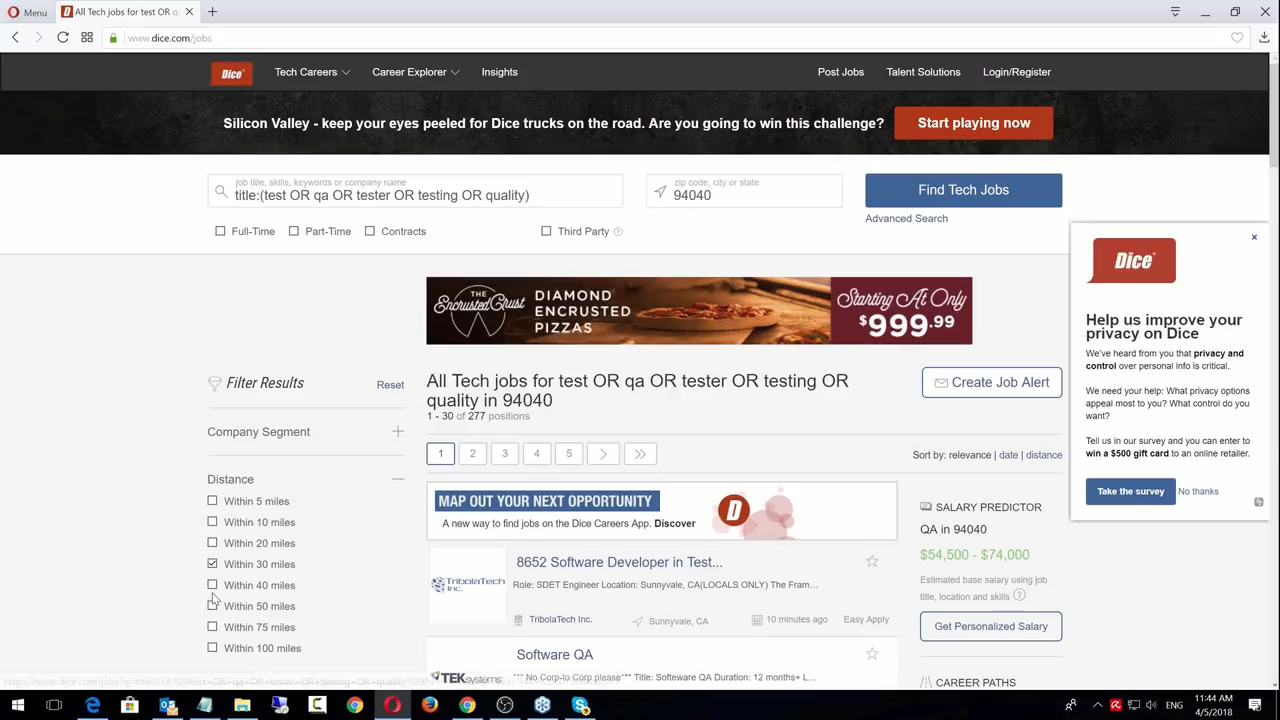 Menu
All Tech jobs for test OR q
www.dice.com/jobs
Dice
Tech Careers
Career Explorer
Insights
Post Jobs
Talent Solutions
Login/Register
Silicon Valley - keep your eyes peeled for Dice trucks on the road. Are you going to win this challenge?
Start playing now
job title, skills, keywords or company name
title:(test OR qa OR tester OR testing OR quality)
zip code, city or state
94040
Find Tech Jobs
Advanced Search
Full-Time
Part-Time
Contracts
Third Party
THE
Encrusted Crust
DIAMOND
ENCRUSTED
PIZZAS
Starting At Only
$999.99
Dice
Help us improve your
privacy on Dice
We've heard from you that privacy and
control over personal info is critical.
We need your help: What privacy options
appeal most to you? What control do you
want?
Tell us in our survey and you can enter to
win a $500 gift card to an online retailer.
Take the survey
No thanks
Filter Results
Reset
Company Segment
Distance
Within 5 miles
Within 10 miles
Within 20 miles
Within 30 miles
Within 40 miles
Within 50 miles
Within 75 miles
Within 100 miles
All Tech jobs for test OR qa OR tester OR testing OR
quality in 94040
1 - 30 of 277 positions
Create Job Alert
1
2
3
4
5
Sort by: relevance | date | distance
MAP OUT YOUR NEXT OPPORTUNITY
A new way to find jobs on the Dice Careers App. Discover
D
TribolaTech
Inc.
8652 Software Developer in Test...
Role: SDET Engineer Location: Sunnyvale, CA(LOCALS ONLY) The Fram...
TribolaTech Inc.
Sunnyvale, CA
10 minutes ago
Easy Apply
TEKsystems
Software QA
No Corp-to Corp please*** Title: Software QA Duration: 12 months+ L...
SALARY PREDICTOR
QA in 94040
$54,500 - $74,000
Estimated base salary using job
title, location and skills
Get Personalized Salary
CAREER PATHS
ENG
11:44 AM
4/5/2018